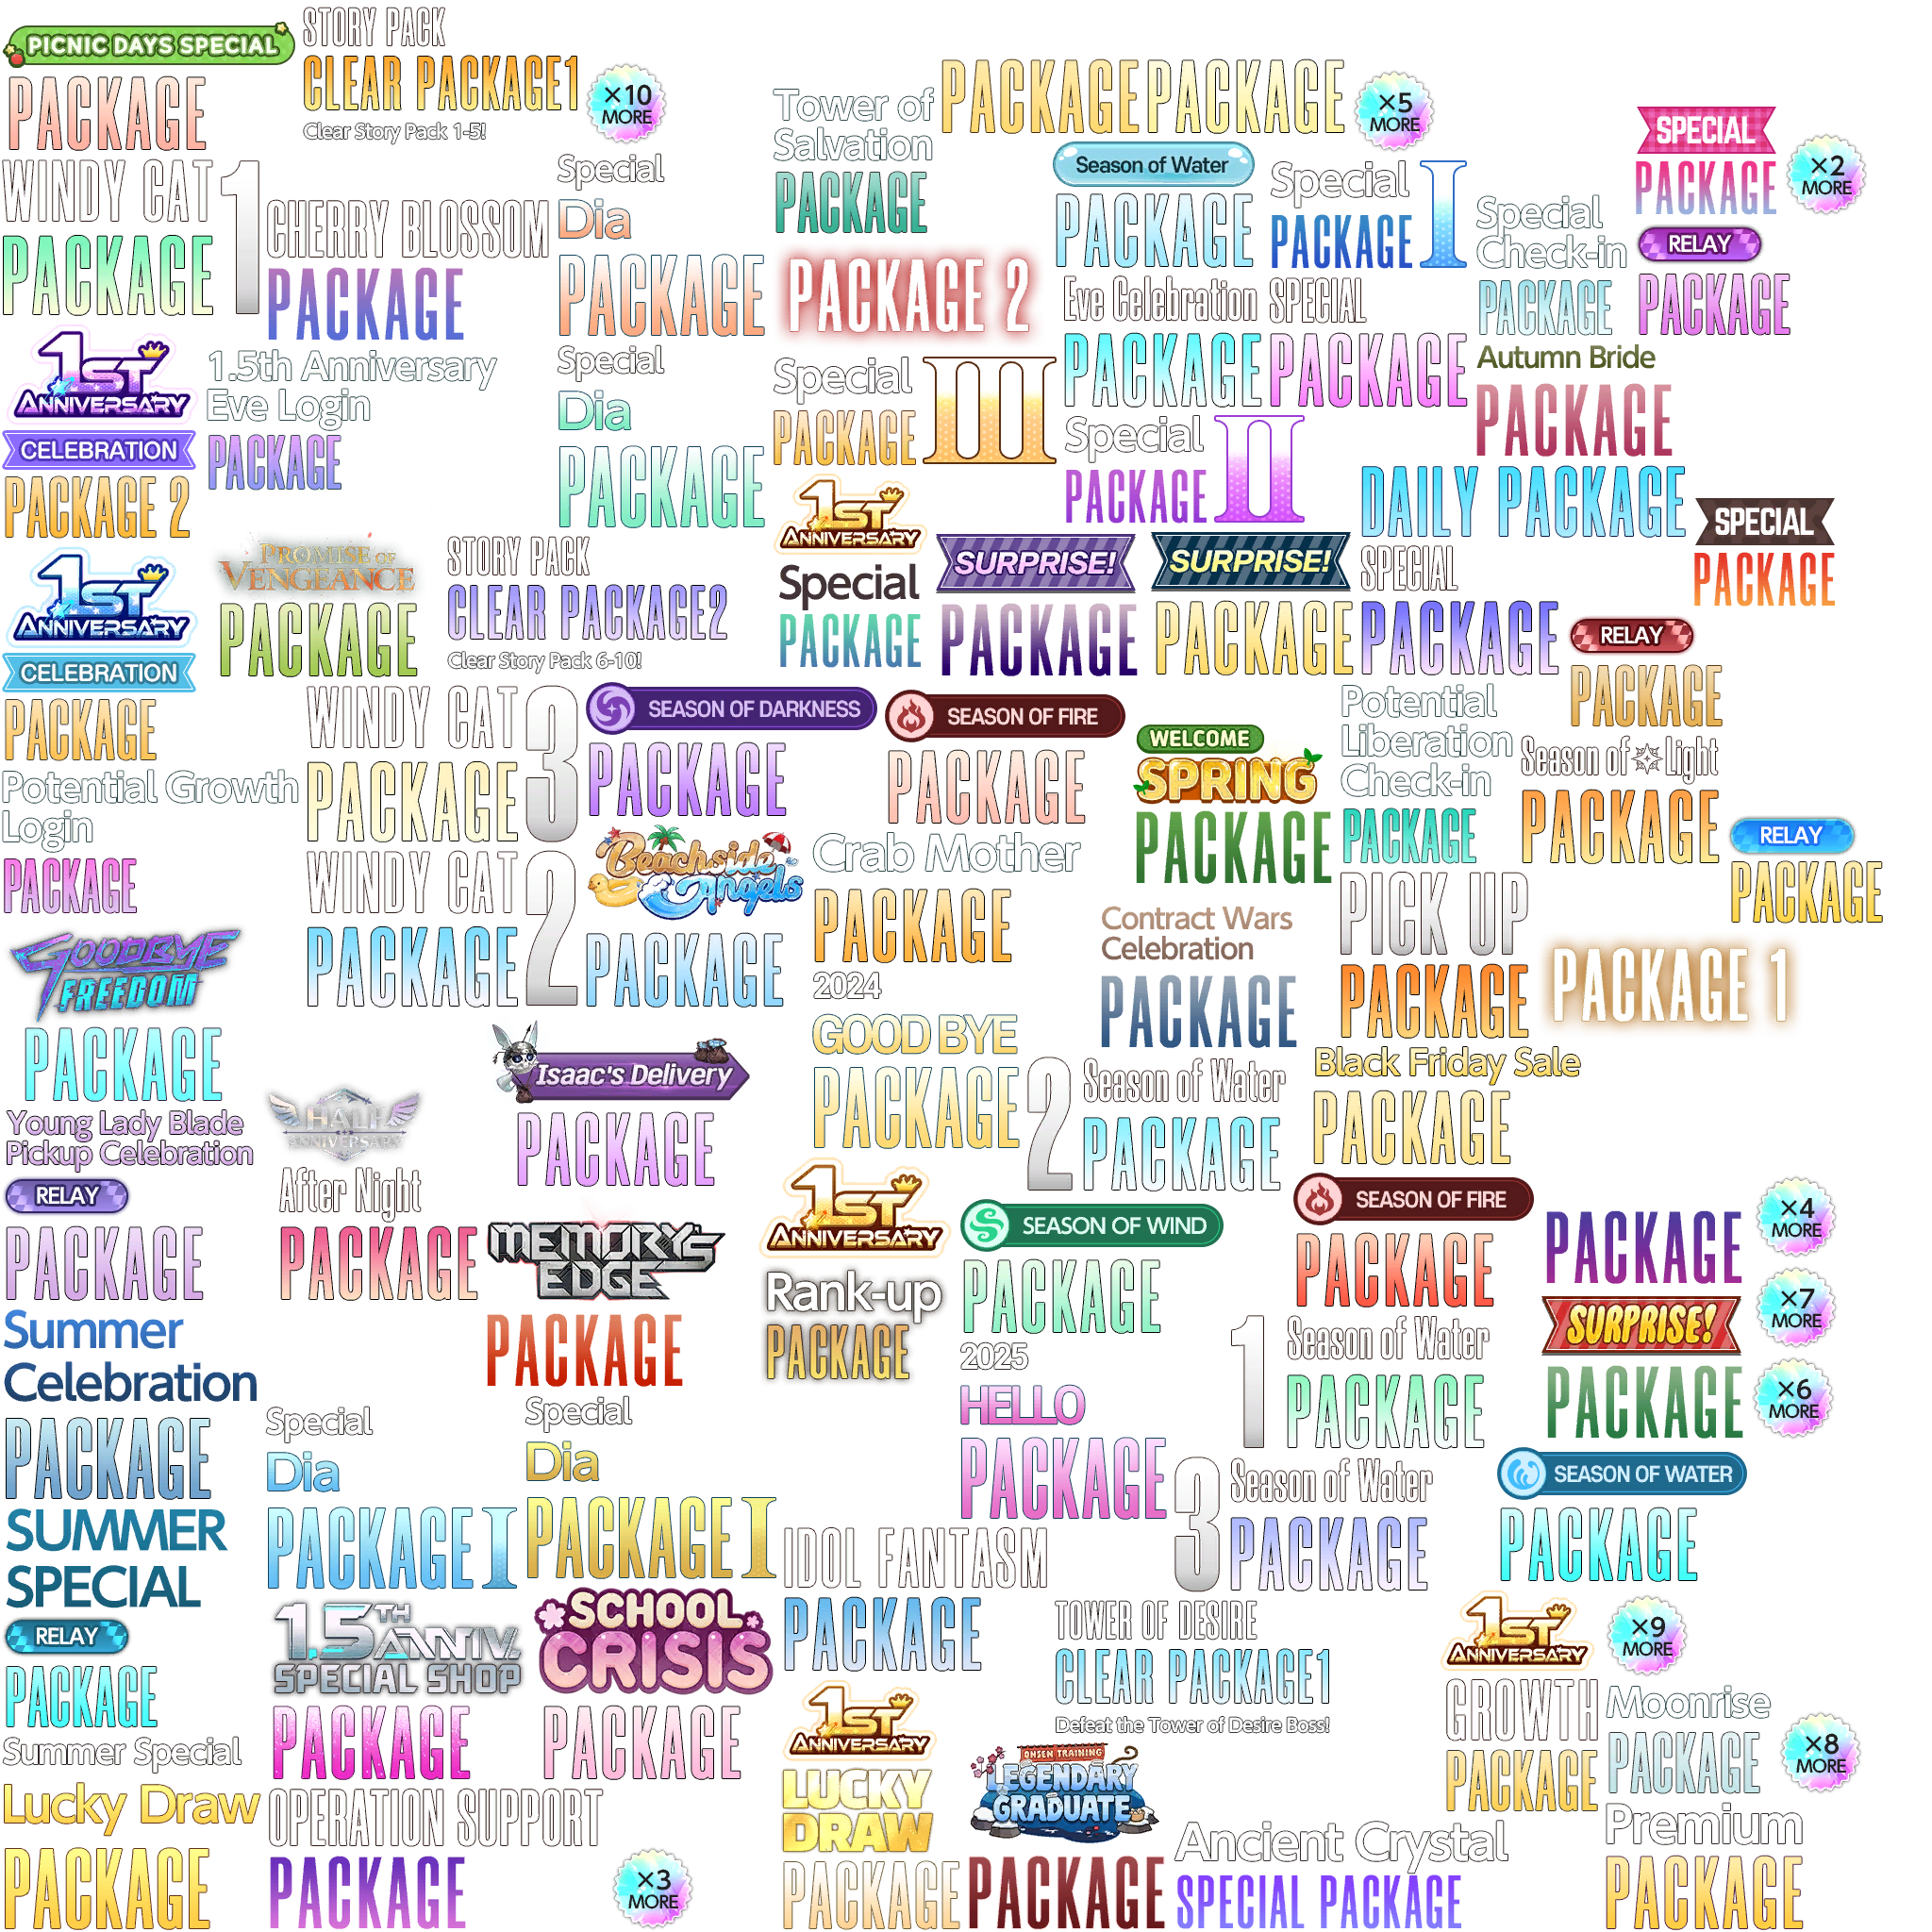 PICNIC DAYS SPECIAL
PACKAGE
STORY PACK
CLEAR PACKAGE1
Clear Story Pack 1-5!
×10
MORE
WINDY CAT
PACKAGE
1
CHERRY BLOSSOM
PACKAGE
Special
Dia
PACKAGE
Tower of
Salvation
PACKAGE
PACKAGE
PACKAGE
×5
MORE
PACKAGE 2
Season of Water
PACKAGE
Special
PACKAGE
I
Special
Check-in
PACKAGE
SPECIAL
PACKAGE
×2
MORE
RELAY
PACKAGE
Eve Celebration
PACKAGE
SPECIAL
PACKAGE
Autumn Bride
PACKAGE
1ST
ANNIVERSARY
CELEBRATION
PACKAGE 2
1.5th Anniversary
Eve Login
PACKAGE
Special
Dia
PACKAGE
Special
PACKAGE
III
Special
PACKAGE
II
DAILY PACKAGE
SPECIAL
PACKAGE
1ST
ANNIVERSARY
CELEBRATION
PACKAGE
PROMISE OF
VENGEANCE
PACKAGE
STORY PACK
CLEAR PACKAGE2
Clear Story Pack 6-10!
1ST
ANNIVERSARY
Special
PACKAGE
SURPRISE!
PACKAGE
SURPRISE!
PACKAGE
SPECIAL
PACKAGE
RELAY
PACKAGE
Potential Growth
Login
PACKAGE
WINDY CAT
PACKAGE
3
SEASON OF DARKNESS
PACKAGE
SEASON OF FIRE
PACKAGE
WELCOME
SPRING
PACKAGE
Potential
Liberation
Check-in
PACKAGE
Season of Light
PACKAGE
RELAY
PACKAGE
WINDY CAT
PACKAGE
2
Beachside
Angels
PACKAGE
Crab Mother
PACKAGE
Contract Wars
Celebration
PACKAGE
PICK UP
PACKAGE
PACKAGE 1
GOODBYE
FREEDOM
PACKAGE
Isaac's Delivery
PACKAGE
2024
GOOD BYE
PACKAGE
2
Season of Water
PACKAGE
Black Friday Sale
PACKAGE
Young Lady Blade
Pickup Celebration
RELAY
PACKAGE
HALF
ANNIVERSARY
After Night
PACKAGE
MEMORY'S
EDGE
PACKAGE
1ST
ANNIVERSARY
Rank-up
PACKAGE
SEASON OF WIND
PACKAGE
SEASON OF FIRE
PACKAGE
PACKAGE
×4
MORE
SURPRISE!
×7
MORE
PACKAGE
×6
MORE
Summer
Celebration
PACKAGE
Special
Dia
PACKAGE
I
Special
Dia
PACKAGE
I
2025
HELLO
PACKAGE
1
Season of Water
PACKAGE
3
Season of Water
PACKAGE
SEASON OF WATER
PACKAGE
SUMMER
SPECIAL
RELAY
PACKAGE
1.5TH
ANNIV.
SPECIAL SHOP
PACKAGE
SCHOOL
CRISIS
PACKAGE
IDOL FANTASM
PACKAGE
TOWER OF DESIRE
CLEAR PACKAGE1
Defeat the Tower of Desire Boss!
1ST
ANNIVERSARY
GROWTH
PACKAGE
×9
MORE
Moonrise
PACKAGE
×8
MORE
Summer Special
Lucky Draw
PACKAGE
OPERATION SUPPORT
PACKAGE
×3
MORE
1ST
ANNIVERSARY
LUCKY
DRAW
PACKAGE
ONSEN TRAINING
LEGENDARY
GRADUATE
PACKAGE
Ancient Crystal
SPECIAL PACKAGE
Premium
PACKAGE